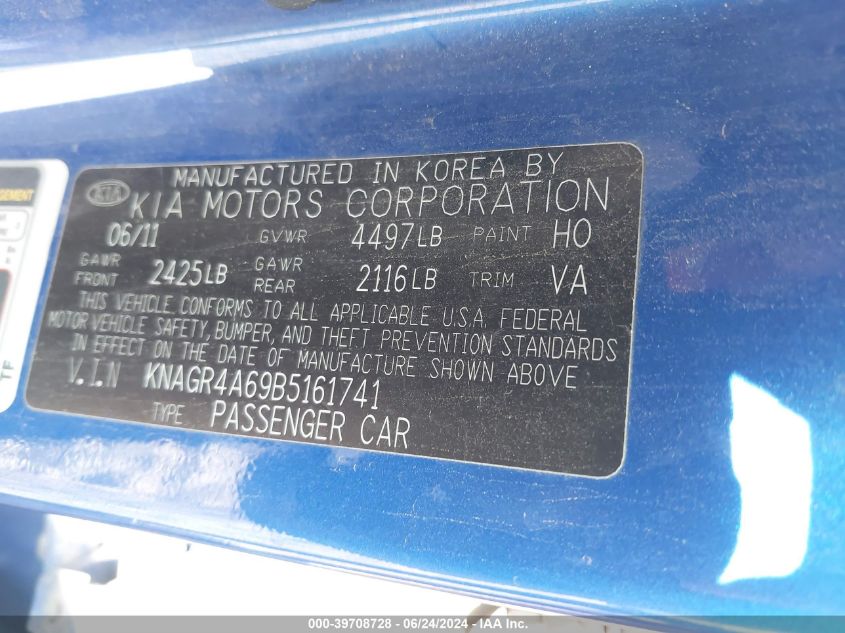 MANUFACTURED IN KOREA BY
KIA KIA MOTORS CORPORATION
06/11 GVWR 4497LB PAINT HO
GAWR FRONT 2425LB GAWR REAR 2116LB TRIM VA
THIS VEHICLE CONFORMS TO ALL APPLICABLE U.S.A. FEDERAL
MOTOR VEHICLE SAFETY, BUMPER, AND THEFT PREVENTION STANDARDS
IN EFFECT ON THE DATE OF MANUFACTURE SHOWN ABOVE
V.I.N KNAGR4A69B5161741
TYPE PASSENGER CAR
000-39708728 - 06/24/2024 - IAA Inc.